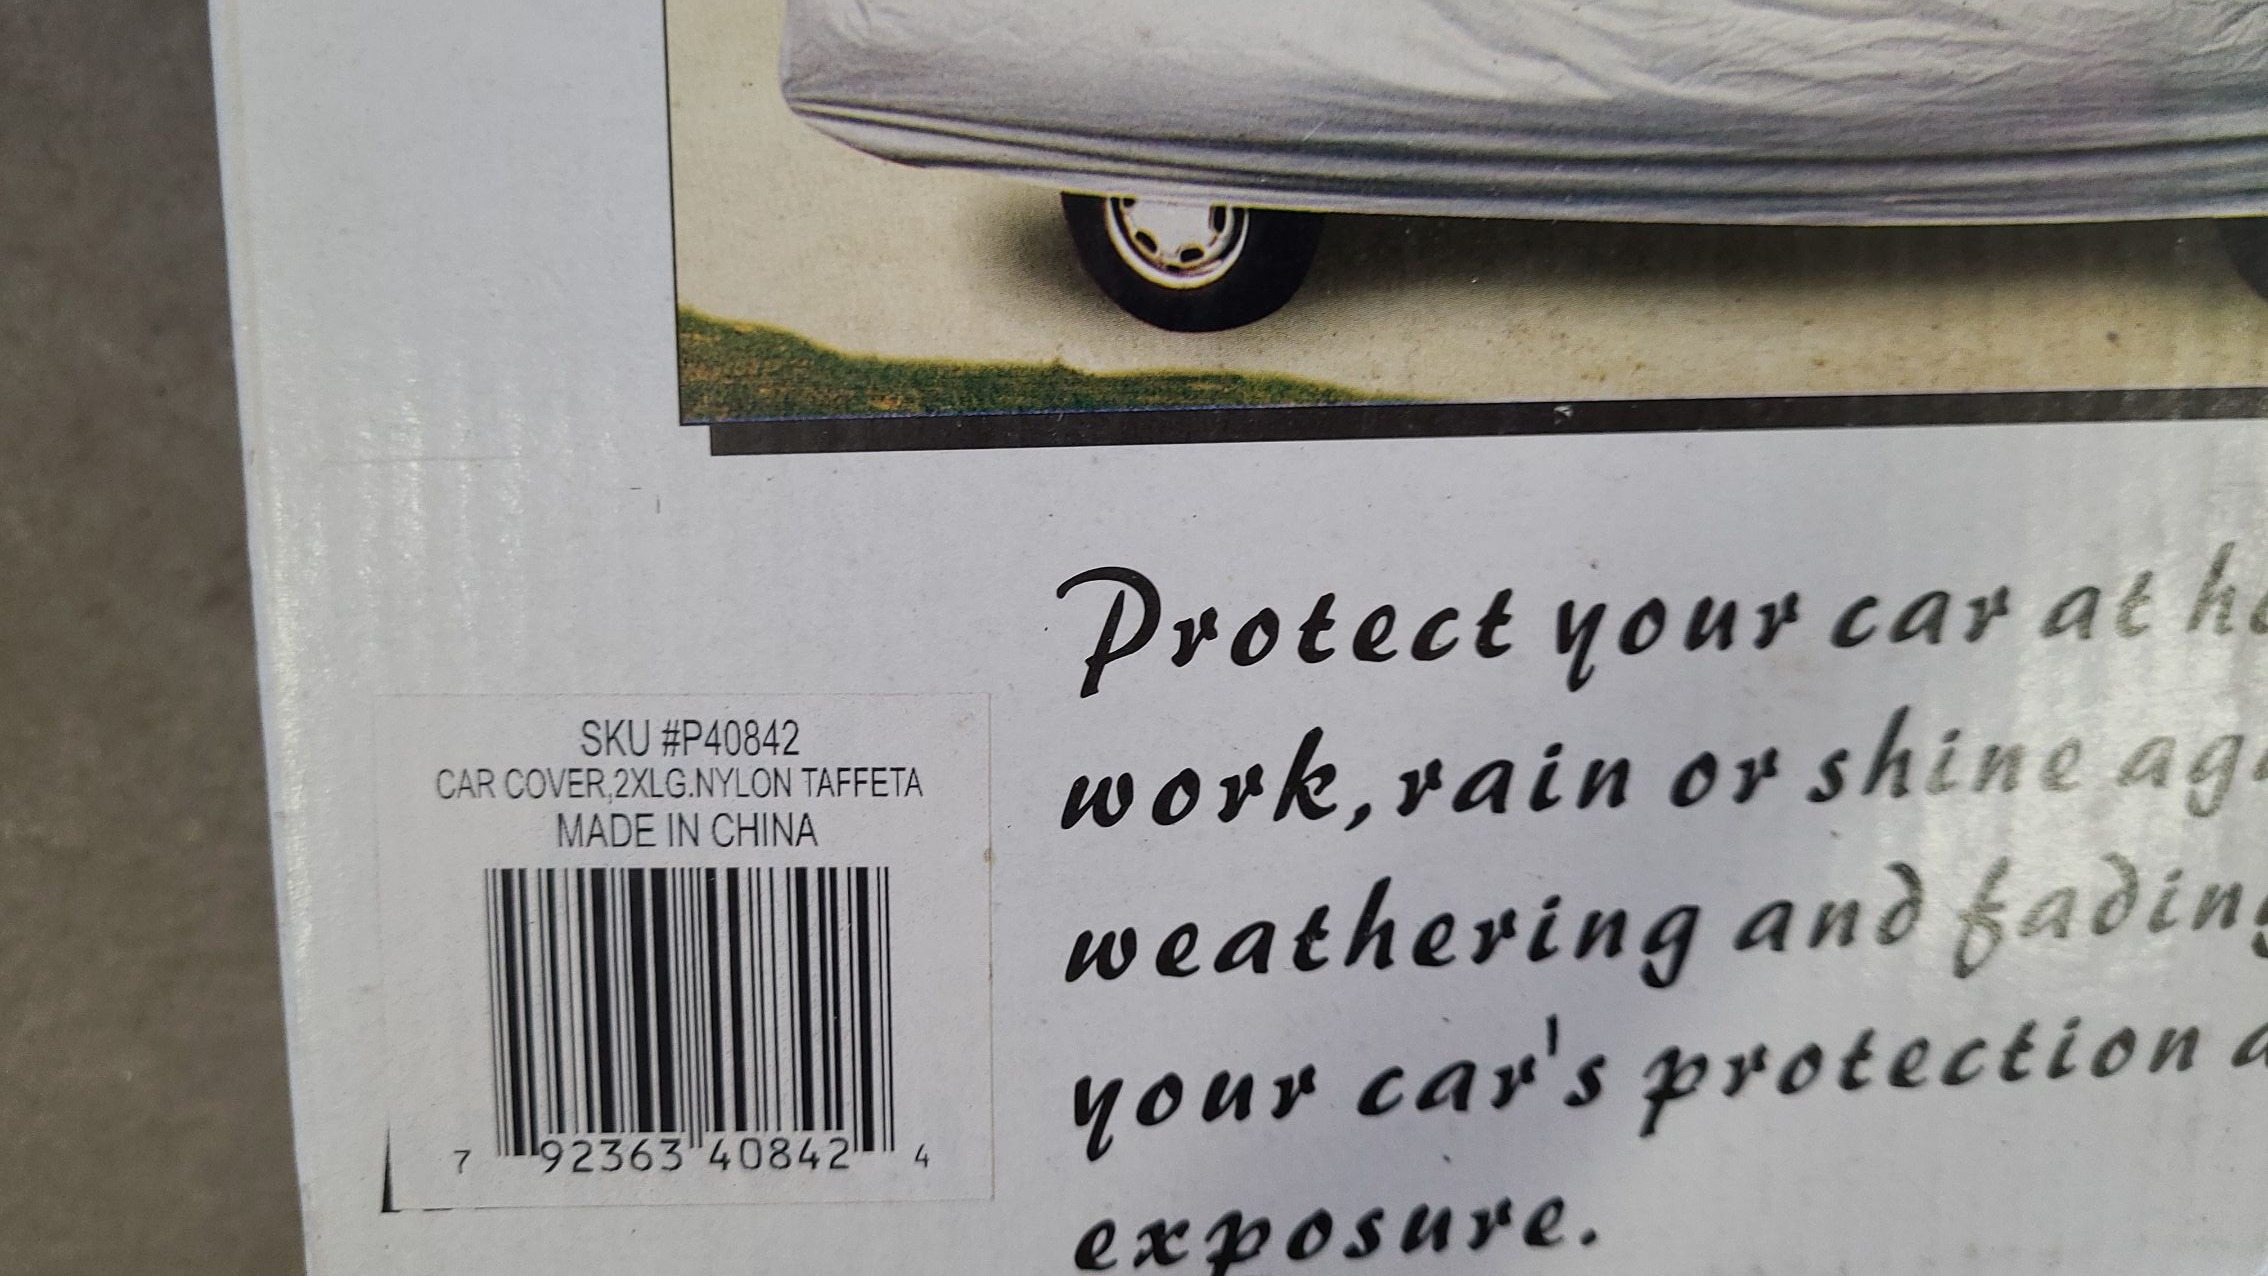 Protect your car at
work, rain or shine
weathering and
your car's protection
exposure.
SKU #P40842
CAR COVER,2XLG.NYLON TAFFETA
MADE IN CHINA
7 92363 40842 4